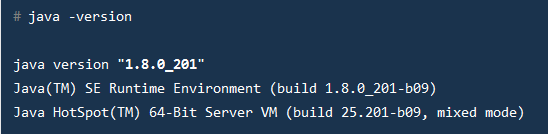 # java -version
java version "1.8.0_201"
Java(TM) SE Runtime Environment (build 1.8.0_201-b09)
Java HotSpot(TM) 64-Bit Server VM (build 25.201-b09, mixed mode)